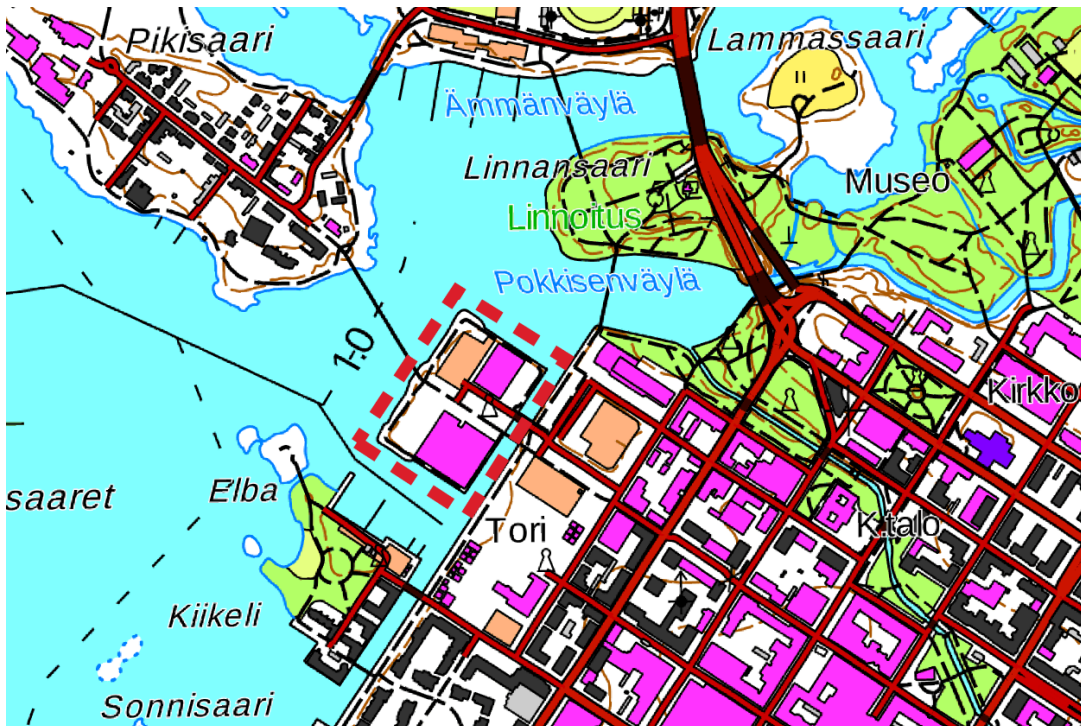 Pikisaari
Lammassaari
Ämmänväylä
Linnansaari
Museo
Linnoitus
Pokkisenväylä
1-0
Kirkko
saaret
Elba
Tori
K.talo
Kiikeli
Sonnisaari